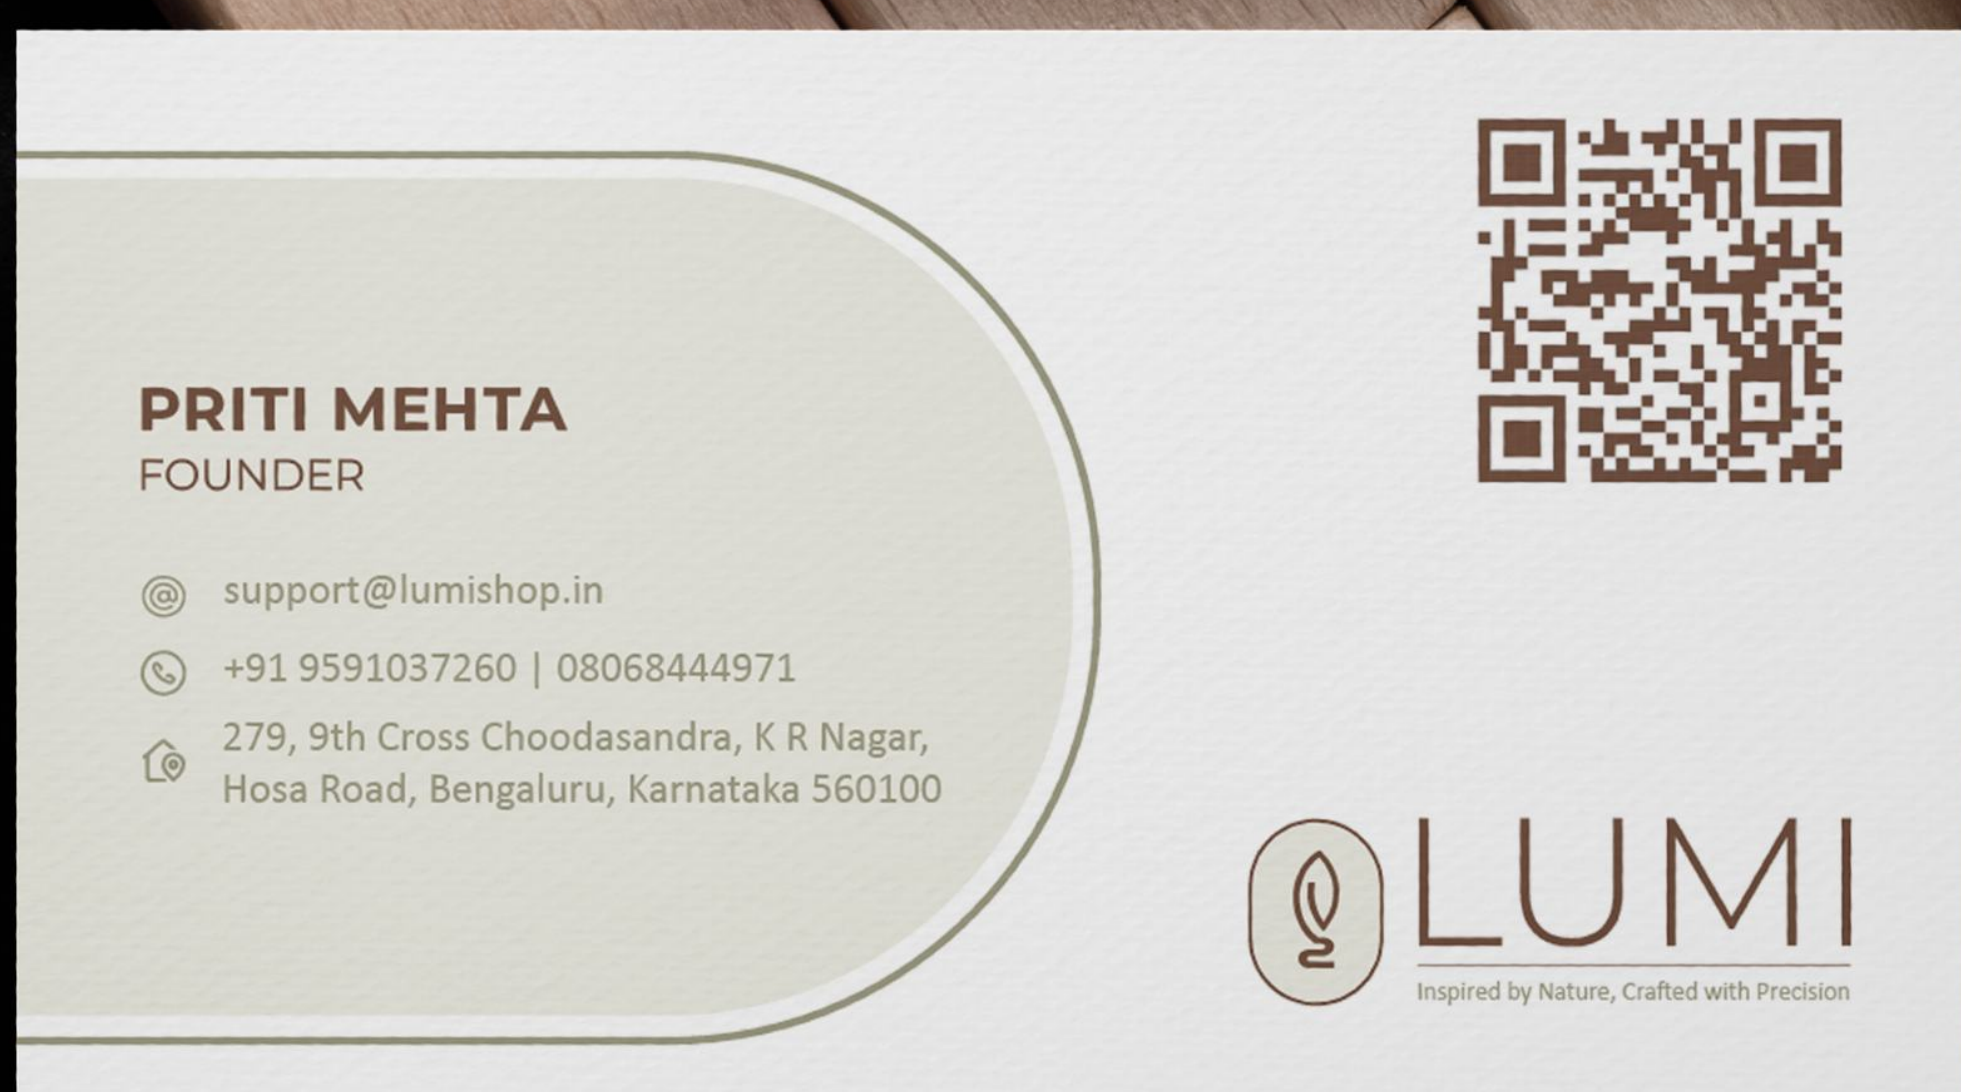 PRITI MEHTA
FOUNDER
support@lumishop.in
+91 9591037260 | 08068444971
279, 9th Cross Choodasandra, K R Nagar,
Hosa Road, Bengaluru, Karnataka 560100
LUMI
Inspired by Nature, Crafted with Precision